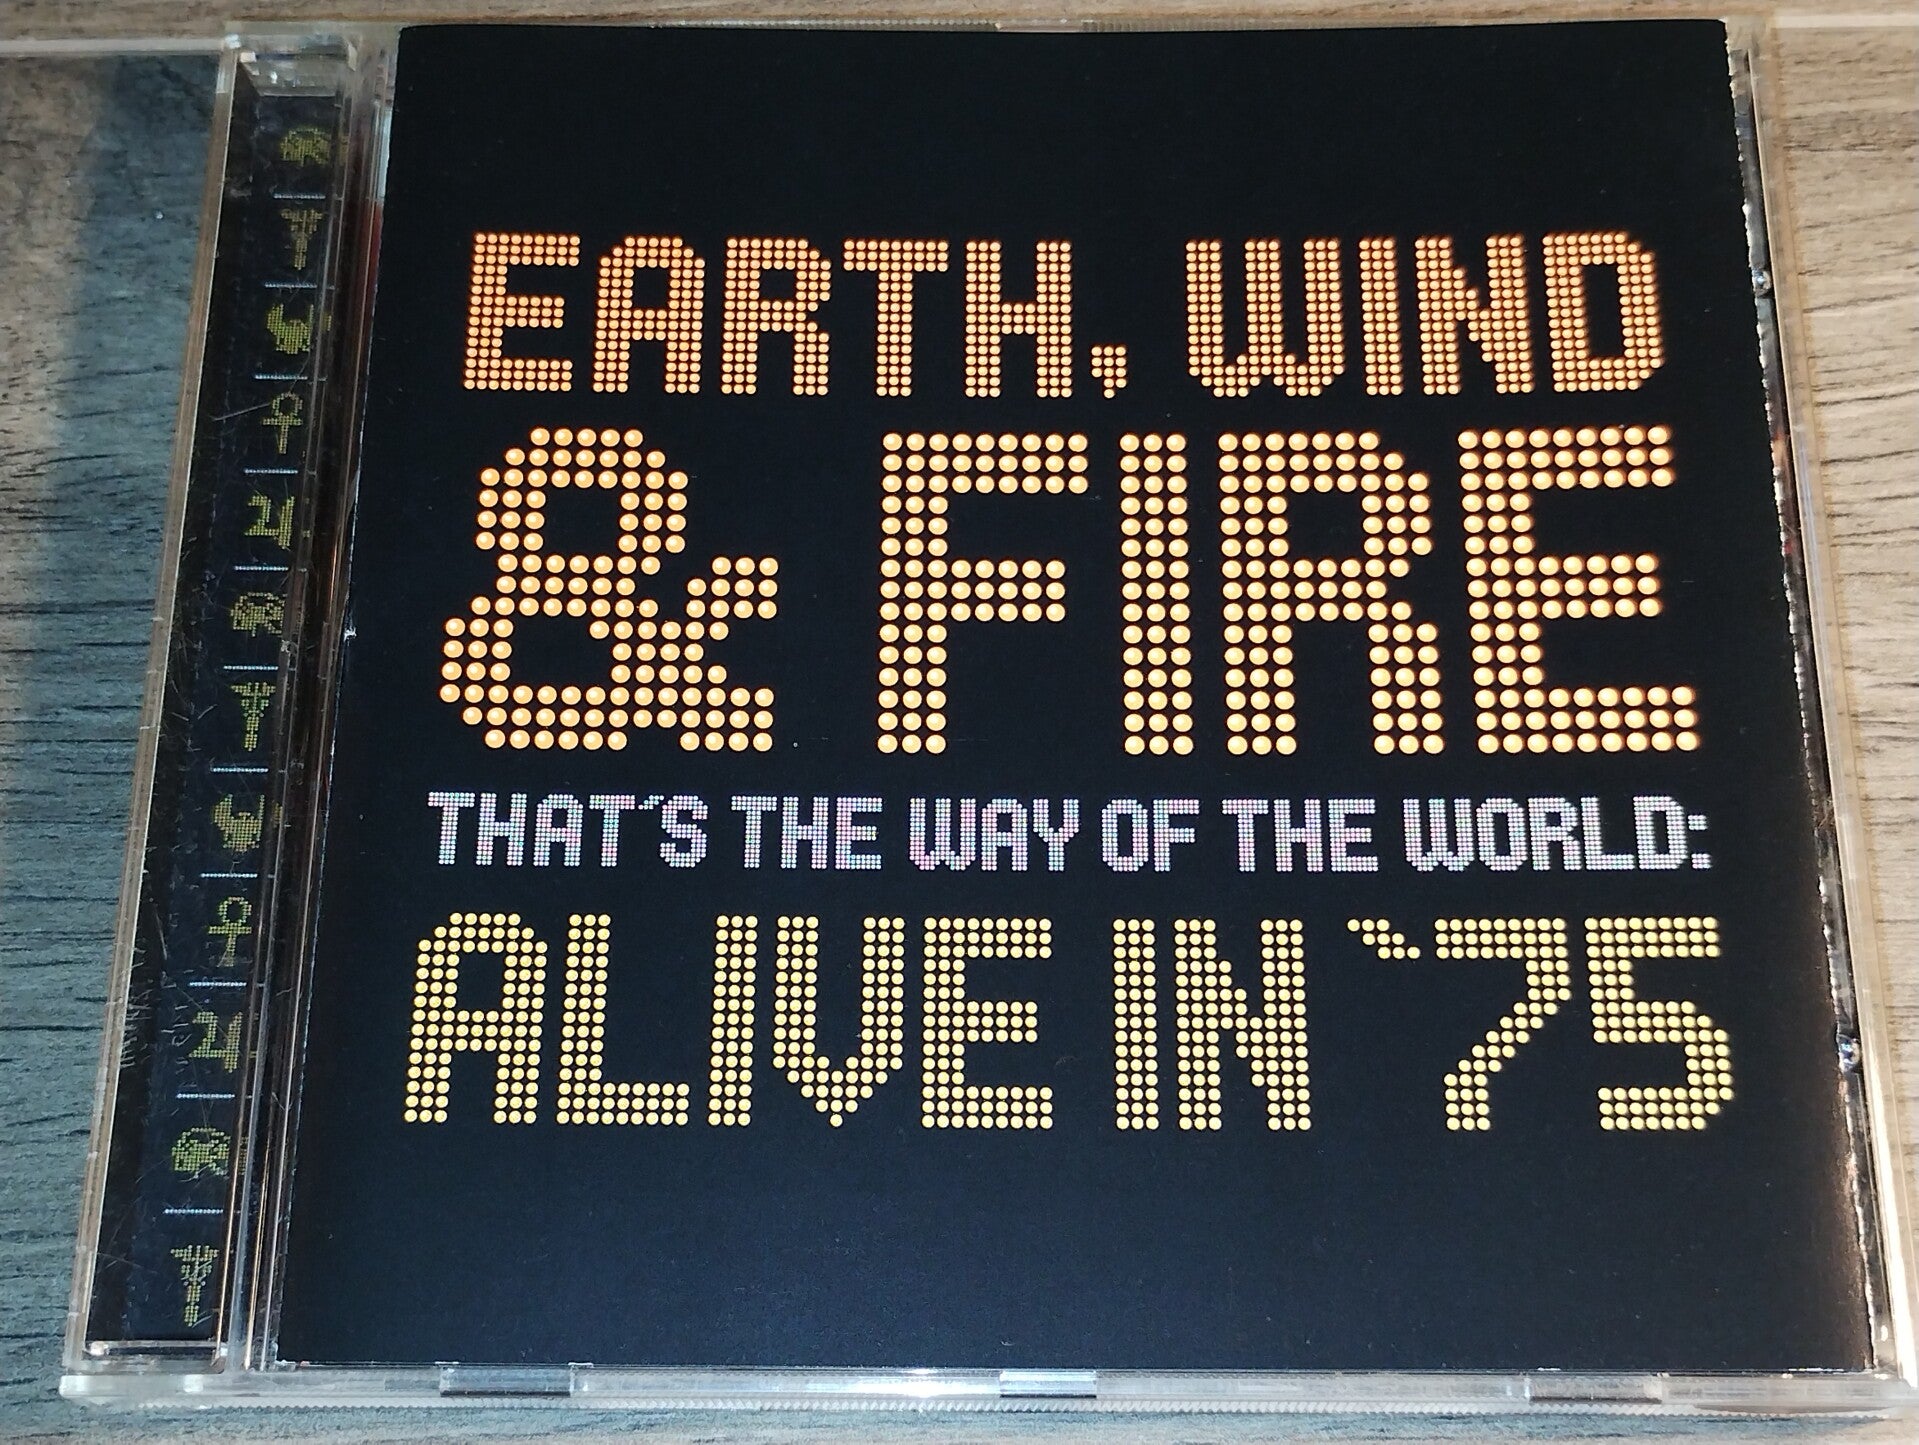 EARTH, WIND
& FIRE
THAT'S THE WAY OF THE WORLD:
ALIVE IN '75